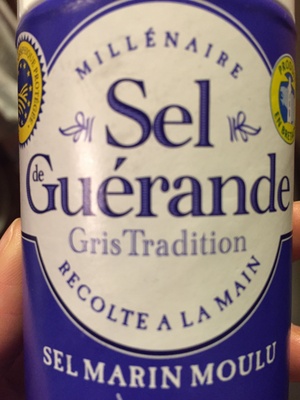 MILLÉNAIRE
Sel
de Guérande
Gris Tradition
RECOLTE A LA MAIN
SEL MARIN MOULU